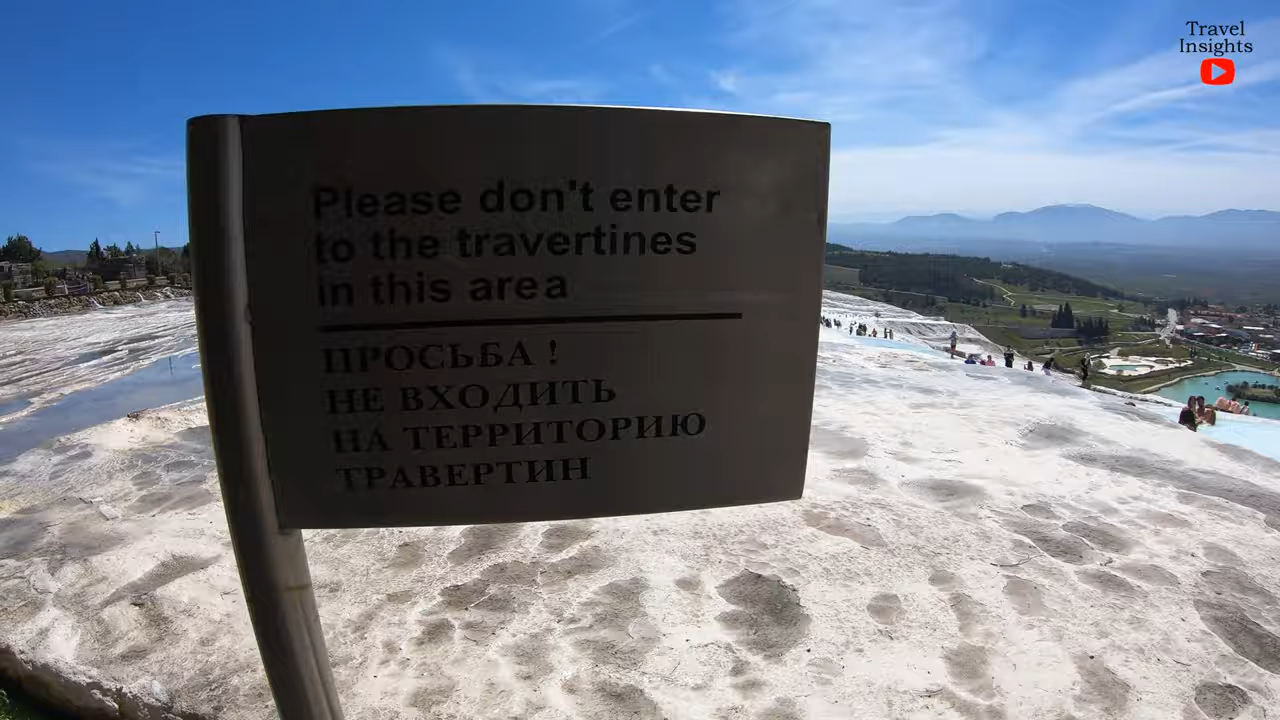 Travel
Insights
Please don't enter
to the travertines
in this area
ПРОСЬБА !
НЕ ВХОДИТЬ
НА ТЕРРИТОРИЮ
ТРАВЕРТИН